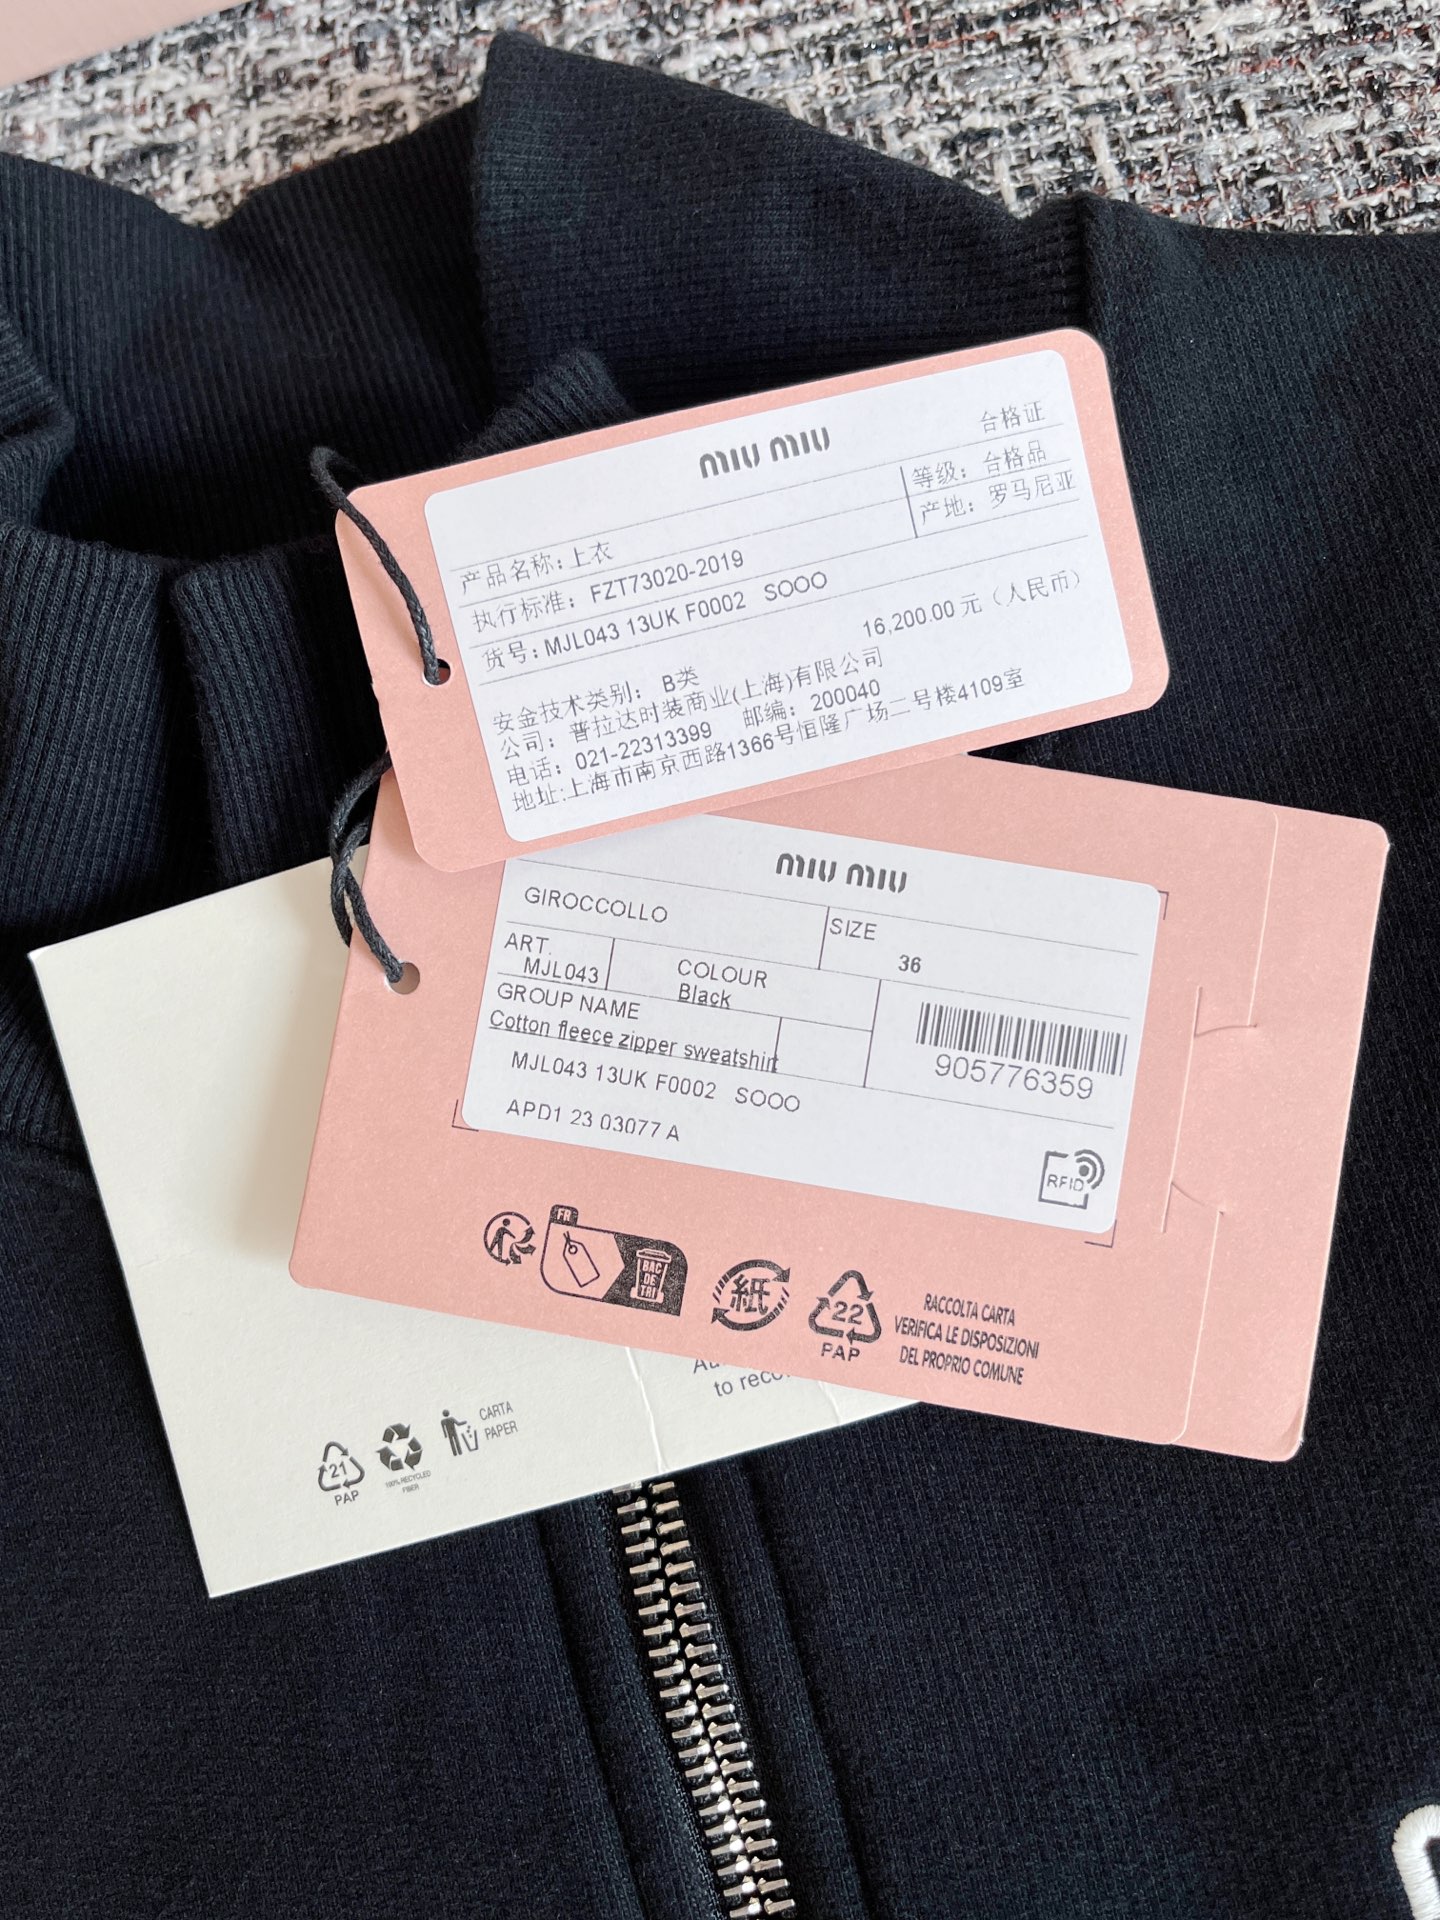 MIU MIU
合格证
等级： 合格品
产地： 罗马尼亚
产品名称: 上衣
执行标准： FZT73020-2019
货号: MJL043 13UK F0002 SOOO
16,200.00 元（人民币）
安金技术类别： B类
公司： 普拉达时装商业(上海)有限公司
电话： 021-22313399 邮编： 200040
地址:上海市南京西路1366号恒隆广场二号楼4109室
MIU MIU
GIROCCOLLO
SIZE
36
ART.
MJL043
COLOUR
Black
GROUP NAME
Cotton fleece zipper sweatshirt
905776359
MJL043 13UK F0002 SOOO
APD1 23 03077 A
RFID
FR
BAC
DE
TRI
紙
22
PAP
RACCOLTA CARTA
VERIFICA LE DISPOSIZIONI
DEL PROPRIO COMUNE
to
21
PAP
100% RECYCLED
FIBER
CARTA
PAPER